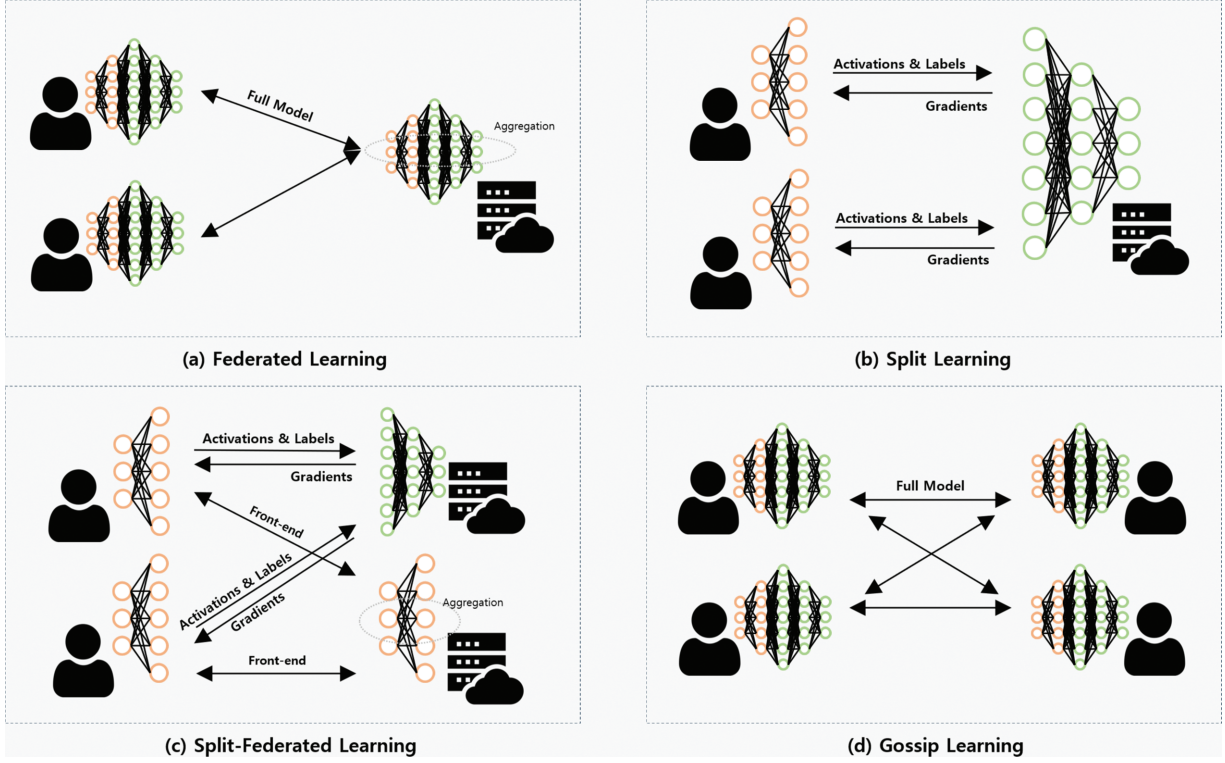 Full Model
Aggregation
(a) Federated Learning
Activations & Labels
Gradients
Activations & Labels
Gradients
(b) Split Learning
Activations & Labels
Gradients
Front-end
Activations & Labels
Gradients
Aggregation
Front-end
(c) Split-Federated Learning
Full Model
(d) Gossip Learning